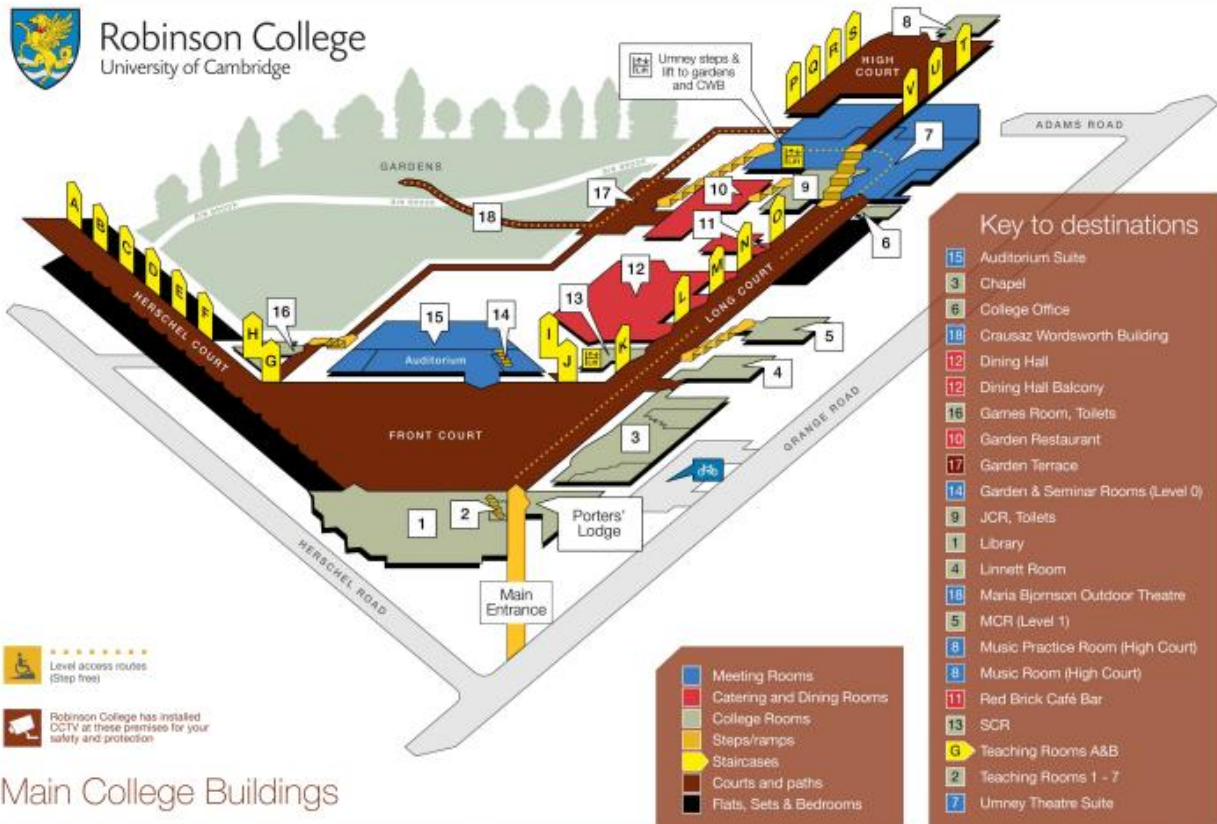 Robinson College
University of Cambridge
Umney steps &
lift to gardens
and CWB
8
P
Q
R
S
HIGH
COURT
V
U
T
ADAMS ROAD
7
GARDENS
Bin Brook
Bin Brook
17
10
9
18
11
6
A
B
C
D
E
F
H
G
HERSCHEL COURT
16
12
13
15
14
Auditorium
I
J
K
L
M
N
O
LONG COURT
5
4
FRONT COURT
3
GRANGE ROAD
1
2
Porters'
Lodge
HERSCHEL ROAD
Main
Entrance
Level access routes
(Step free)
Robinson College has installed
CCTV at these premises for your
safety and protection
Main College Buildings
Meeting Rooms
Catering and Dining Rooms
College Rooms
Steps/ramps
Staircases
Courts and paths
Flats, Sets & Bedrooms
Key to destinations
15 Auditorium Suite
3 Chapel
6 College Office
18 Crausaz Wordsworth Building
12 Dining Hall
12 Dining Hall Balcony
16 Games Room, Toilets
10 Garden Restaurant
17 Garden Terrace
14 Garden & Seminar Rooms (Level 0)
9 JCR, Toilets
1 Library
4 Linnett Room
18 Maria Bjornson Outdoor Theatre
5 MCR (Level 1)
8 Music Practice Room (High Court)
8 Music Room (High Court)
11 Red Brick Café Bar
13 SCR
G Teaching Rooms A&B
2 Teaching Rooms 1 - 7
7 Umney Theatre Suite